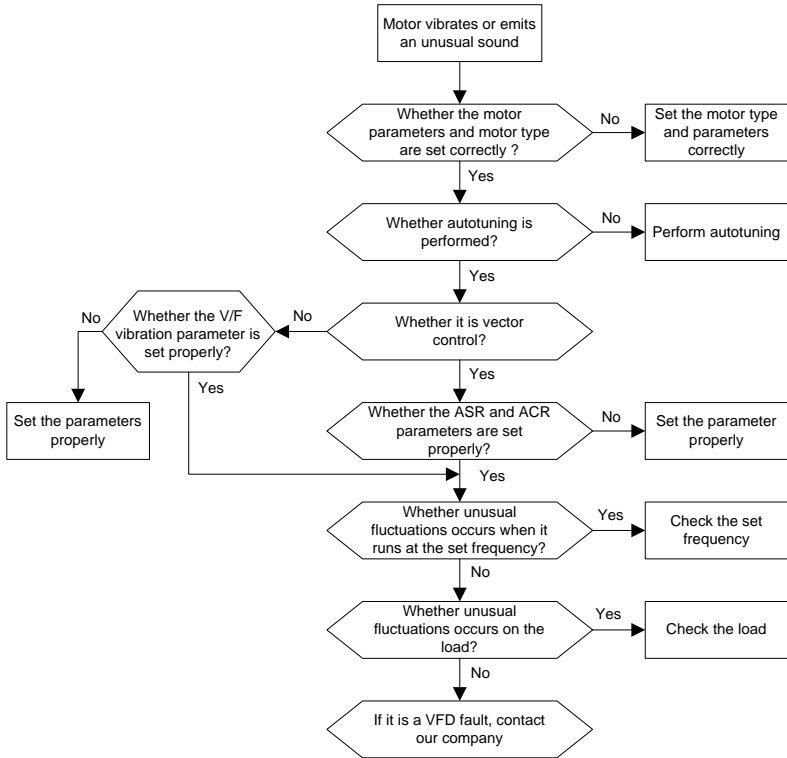 Motor vibrates or emits
an unusual sound
Whether the motor
parameters and motor type
are set correctly ?
No
Set the motor type
and parameters
correctly
Yes
Whether autotuning is
performed?
No
Perform autotuning
Yes
Whether it is vector
control?
No
Whether the V/F
vibration parameter is
set properly?
No
Set the parameters
properly
Yes
Yes
Whether the ASR and ACR
parameters are set
properly?
No
Set the parameter
properly
Yes
Whether unusual
fluctuations occurs when it
runs at the set frequency?
Yes
Check the set
frequency
No
Whether unusual
fluctuations occurs on the
load?
Yes
Check the load
No
If it is a VFD fault, contact
our company